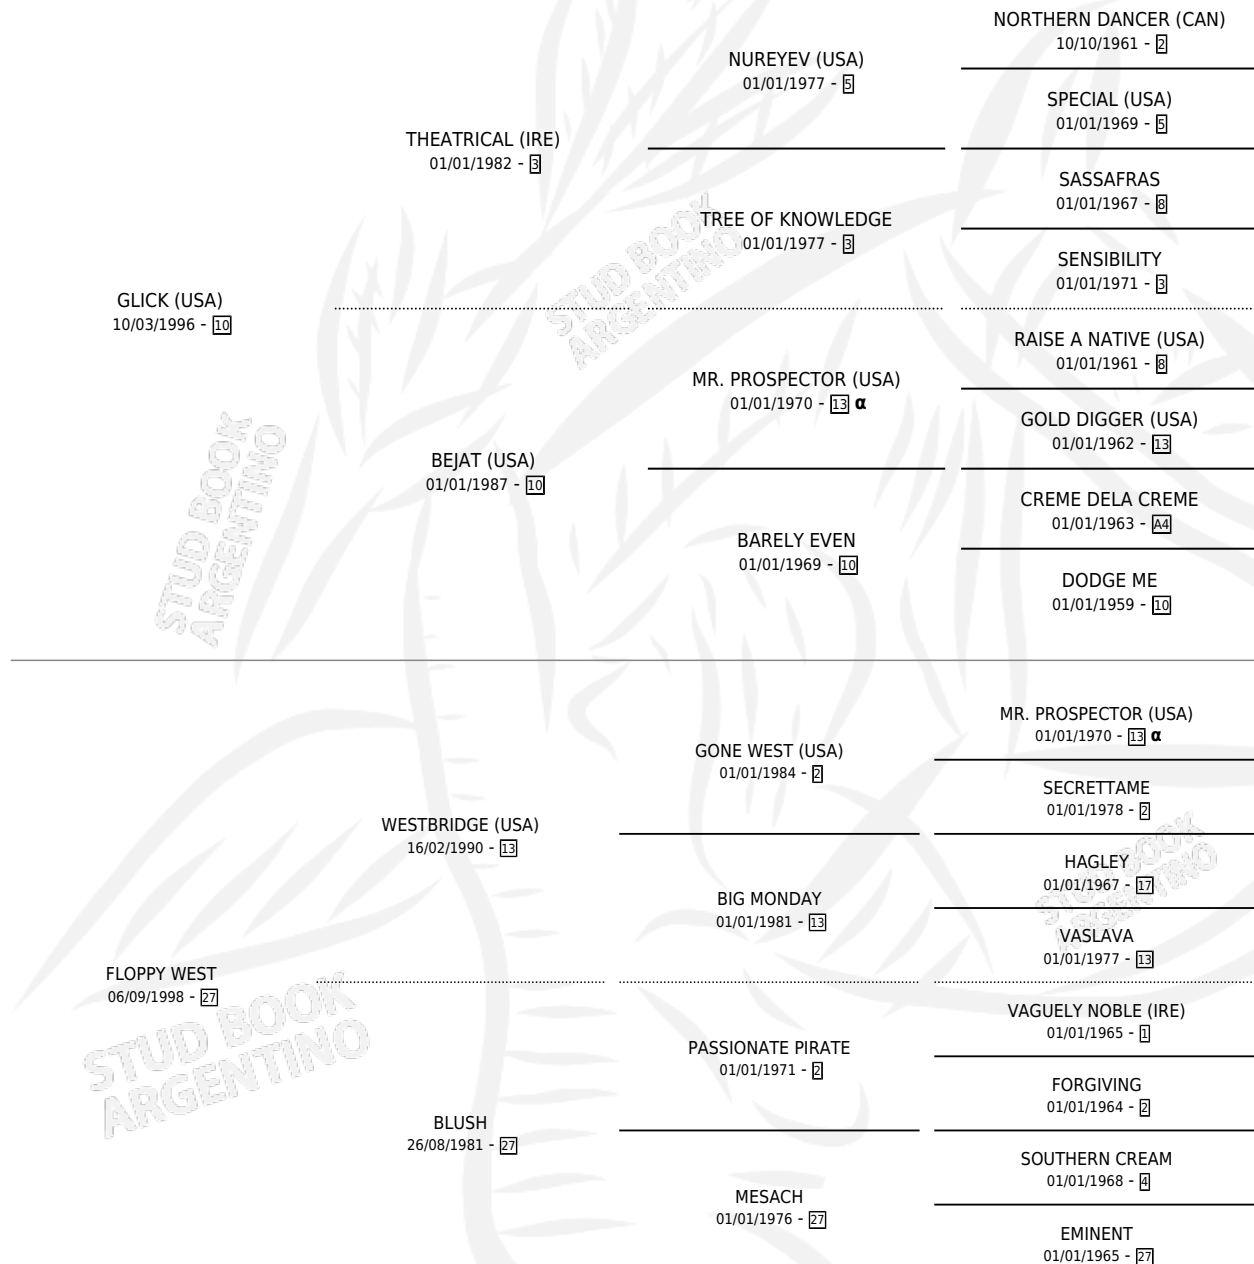 NORTHERN DANCER (CAN)
10/10/1961 - 2
NUREYEV (USA)
01/01/1977 - 5
SPECIAL (USA)
01/01/1969 - 5
THEATRICAL (IRE)
01/01/1982 - 3
SASSAFRAS
01/01/1967 - 8
TREE OF KNOWLEDGE
01/01/1977 - 3
SENSIBILITY
01/01/1971 - 3
GLICK (USA)
10/03/1996 - 10
RAISE A NATIVE (USA)
01/01/1961 - 8
MR. PROSPECTOR (USA)
01/01/1970 - 13 α
GOLD DIGGER (USA)
01/01/1962 - 13
BEJAT (USA)
01/01/1987 - 10
CREME DELA CREME
01/01/1963 - A4
BARELY EVEN
01/01/1969 - 10
DODGE ME
01/01/1959 - 10
MR. PROSPECTOR (USA)
01/01/1970 - 13 α
GONE WEST (USA)
01/01/1984 - 2
SECRETTAME
01/01/1978 - 2
WESTBRIDGE (USA)
16/02/1990 - 13
HAGLEY
01/01/1967 - 17
BIG MONDAY
01/01/1981 - 13
VASLAVA
01/01/1977 - 13
FLOPPY WEST
06/09/1998 - 27
VAGUELY NOBLE (IRE)
01/01/1965 - 1
PASSIONATE PIRATE
01/01/1971 - 2
FORGIVING
01/01/1964 - 2
BLUSH
26/08/1981 - 27
SOUTHERN CREAM
01/01/1968 - 4
MESACH
01/01/1976 - 27
EMINENT
01/01/1965 - 27
STUD BOOK
ARGENTINO
STUD BOOK
ARGENTINO
STUD BOOK
ARGENTINO
STUD BOOK
ARGENTINO